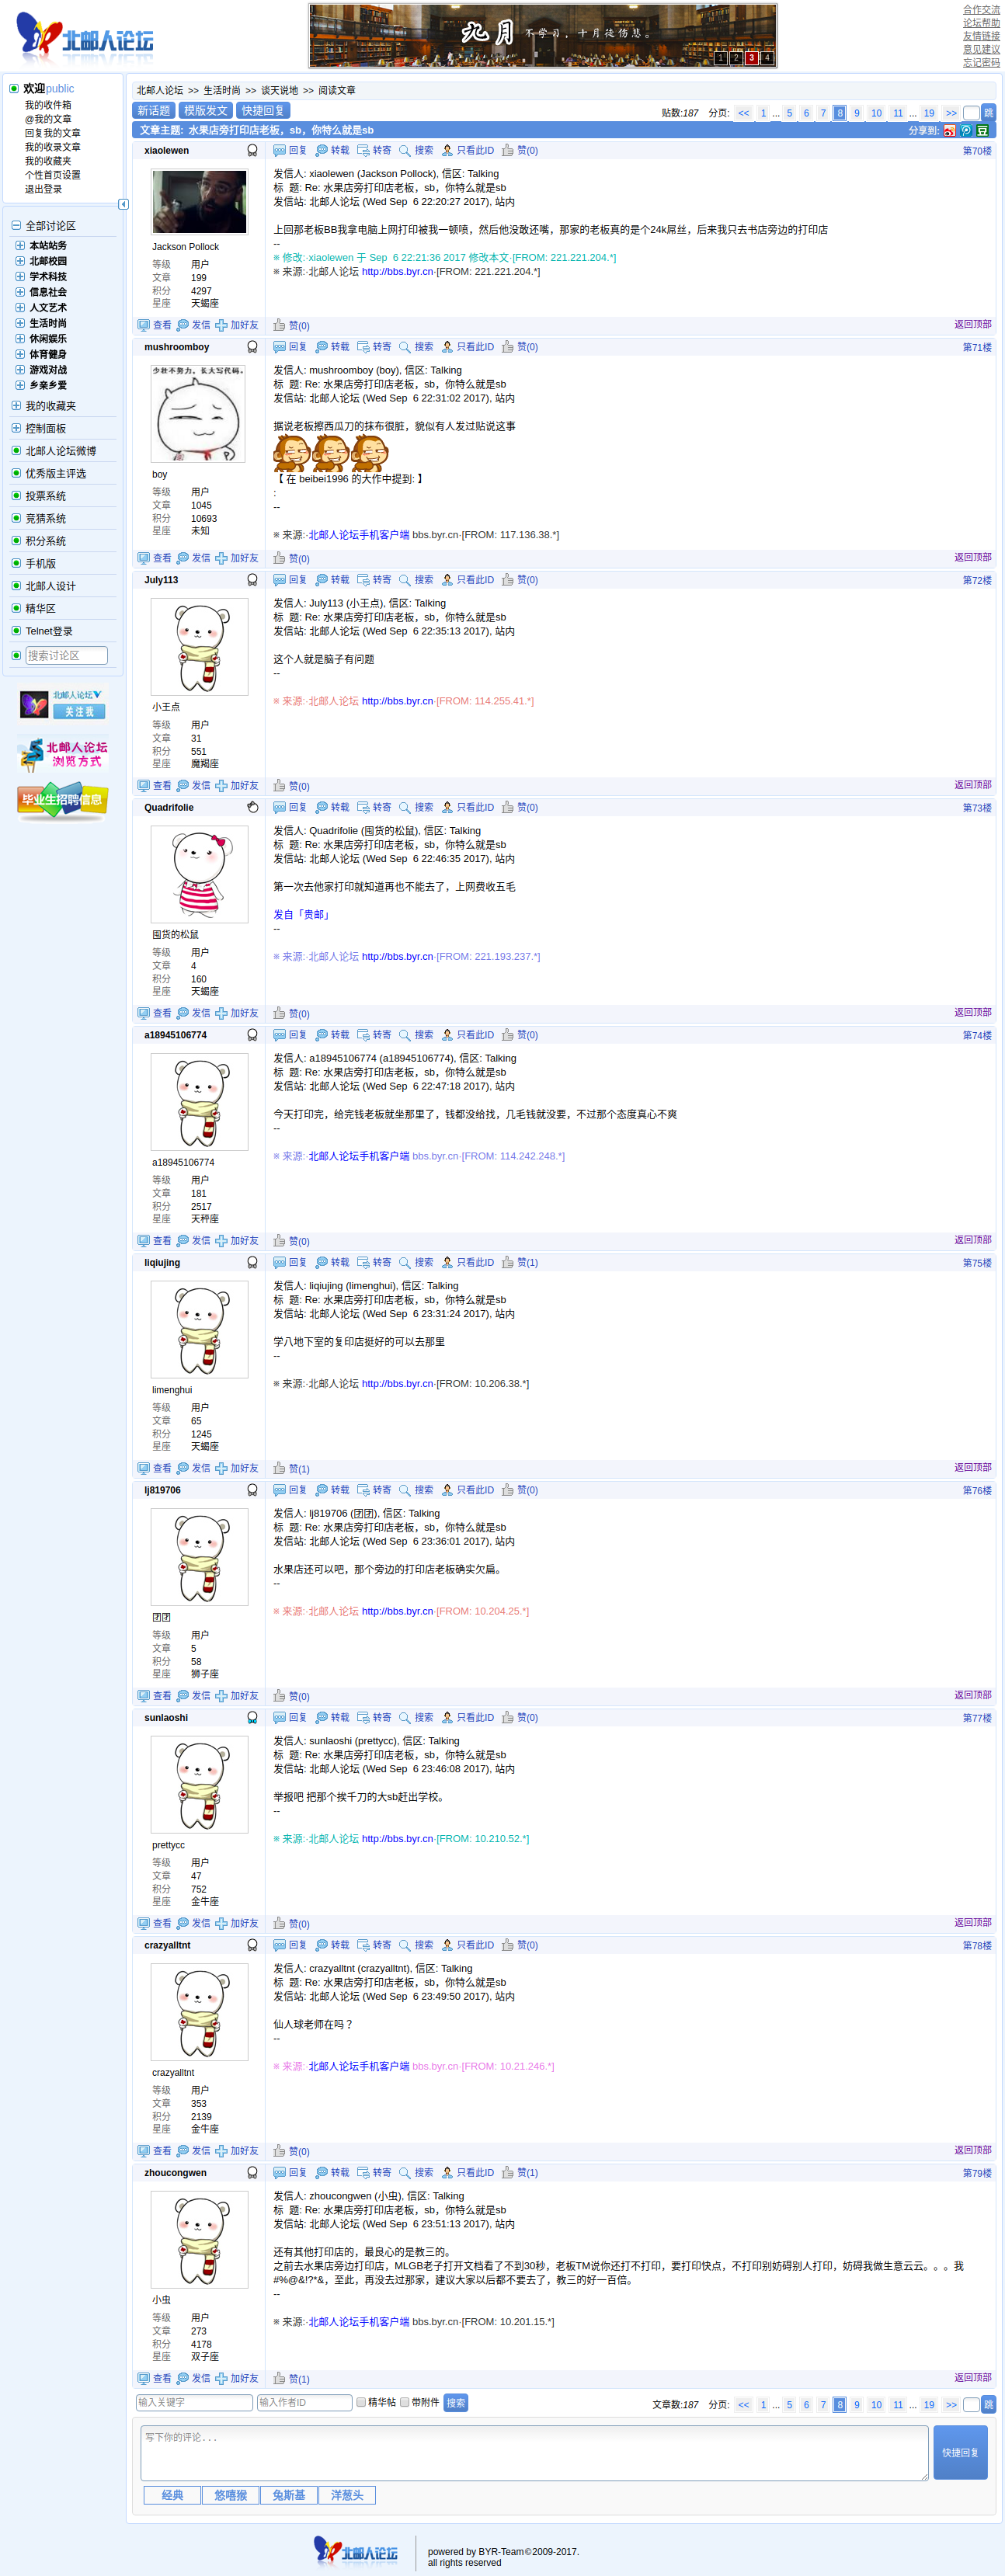 北邮人论坛
九月
不学习，十月徒伤悲。
1 2 3 4
合作交流
论坛帮助
友情链接
意见建议
忘记密码
欢迎public
我的收件箱
@我的文章
回复我的文章
我的收录文章
我的收藏夹
个性首页设置
退出登录
全部讨论区
本站站务
北邮校园
学术科技
信息社会
人文艺术
生活时尚
休闲娱乐
体育健身
游戏对战
乡亲乡爱
我的收藏夹
控制面板
北邮人论坛微博
优秀版主评选
投票系统
竞猜系统
积分系统
手机版
北邮人设计
精华区
Telnet登录
搜索讨论区
北邮人论坛
关注我
北邮人论坛
浏览方式
毕业生招聘信息
北邮人论坛 >> 生活时尚 >> 谈天说地 >> 阅读文章
新话题 模版发文 快捷回复
贴数:187 分页: << 1 ... 5 6 7 8 9 10 11 ... 19 >> 跳
文章主题: 水果店旁打印店老板，sb，你特么就是sb
分享到:
xiaolewen
回复 转载 转寄 搜索 只看此ID 赞(0) 第70楼
Jackson Pollock
等级 用户
文章 199
积分 4297
星座 天蝎座
发信人: xiaolewen (Jackson Pollock), 信区: Talking
标 题: Re: 水果店旁打印店老板，sb，你特么就是sb
发信站: 北邮人论坛 (Wed Sep 6 22:20:27 2017), 站内
上回那老板BB我拿电脑上网打印被我一顿喷，然后他没敢还嘴，那家的老板真的是个24k屌丝，后来我只去书店旁边的打印店
--
※ 修改:·xiaolewen 于 Sep 6 22:21:36 2017 修改本文·[FROM: 221.221.204.*]
※ 来源:·北邮人论坛 http://bbs.byr.cn·[FROM: 221.221.204.*]
查看 发信 加好友 赞(0) 返回顶部
mushroomboy
回复 转载 转寄 搜索 只看此ID 赞(0) 第71楼
少壮不努力，长大写代码。
boy
等级 用户
文章 1045
积分 10693
星座 未知
发信人: mushroomboy (boy), 信区: Talking
标 题: Re: 水果店旁打印店老板，sb，你特么就是sb
发信站: 北邮人论坛 (Wed Sep 6 22:31:02 2017), 站内
据说老板擦西瓜刀的抹布很脏，貌似有人发过贴说这事
【 在 beibei1996 的大作中提到: 】
:
--
※ 来源:·北邮人论坛手机客户端 bbs.byr.cn·[FROM: 117.136.38.*]
查看 发信 加好友 赞(0) 返回顶部
July113
回复 转载 转寄 搜索 只看此ID 赞(0) 第72楼
小王点
等级 用户
文章 31
积分 551
星座 魔羯座
发信人: July113 (小王点), 信区: Talking
标 题: Re: 水果店旁打印店老板，sb，你特么就是sb
发信站: 北邮人论坛 (Wed Sep 6 22:35:13 2017), 站内
这个人就是脑子有问题
--
※ 来源:·北邮人论坛 http://bbs.byr.cn·[FROM: 114.255.41.*]
查看 发信 加好友 赞(0) 返回顶部
Quadrifolie
回复 转载 转寄 搜索 只看此ID 赞(0) 第73楼
囤货的松鼠
等级 用户
文章 4
积分 160
星座 天蝎座
发信人: Quadrifolie (囤货的松鼠), 信区: Talking
标 题: Re: 水果店旁打印店老板，sb，你特么就是sb
发信站: 北邮人论坛 (Wed Sep 6 22:46:35 2017), 站内
第一次去他家打印就知道再也不能去了，上网费收五毛
发自「贵邮」
--
※ 来源:·北邮人论坛 http://bbs.byr.cn·[FROM: 221.193.237.*]
查看 发信 加好友 赞(0) 返回顶部
a18945106774
回复 转载 转寄 搜索 只看此ID 赞(0) 第74楼
a18945106774
等级 用户
文章 181
积分 2517
星座 天秤座
发信人: a18945106774 (a18945106774), 信区: Talking
标 题: Re: 水果店旁打印店老板，sb，你特么就是sb
发信站: 北邮人论坛 (Wed Sep 6 22:47:18 2017), 站内
今天打印完，给完钱老板就坐那里了，钱都没给找，几毛钱就没要，不过那个态度真心不爽
--
※ 来源:·北邮人论坛手机客户端 bbs.byr.cn·[FROM: 114.242.248.*]
查看 发信 加好友 赞(0) 返回顶部
liqiujing
回复 转载 转寄 搜索 只看此ID 赞(1) 第75楼
limenghui
等级 用户
文章 65
积分 1245
星座 天蝎座
发信人: liqiujing (limenghui), 信区: Talking
标 题: Re: 水果店旁打印店老板，sb，你特么就是sb
发信站: 北邮人论坛 (Wed Sep 6 23:31:24 2017), 站内
学八地下室的复印店挺好的可以去那里
--
※ 来源:·北邮人论坛 http://bbs.byr.cn·[FROM: 10.206.38.*]
查看 发信 加好友 赞(1) 返回顶部
lj819706
回复 转载 转寄 搜索 只看此ID 赞(0) 第76楼
团团
等级 用户
文章 5
积分 58
星座 狮子座
发信人: lj819706 (团团), 信区: Talking
标 题: Re: 水果店旁打印店老板，sb，你特么就是sb
发信站: 北邮人论坛 (Wed Sep 6 23:36:01 2017), 站内
水果店还可以吧，那个旁边的打印店老板确实欠扁。
--
※ 来源:·北邮人论坛 http://bbs.byr.cn·[FROM: 10.204.25.*]
查看 发信 加好友 赞(0) 返回顶部
sunlaoshi
回复 转载 转寄 搜索 只看此ID 赞(0) 第77楼
prettycc
等级 用户
文章 47
积分 752
星座 金牛座
发信人: sunlaoshi (prettycc), 信区: Talking
标 题: Re: 水果店旁打印店老板，sb，你特么就是sb
发信站: 北邮人论坛 (Wed Sep 6 23:46:08 2017), 站内
举报吧 把那个挨千刀的大sb赶出学校。
--
※ 来源:·北邮人论坛 http://bbs.byr.cn·[FROM: 10.210.52.*]
查看 发信 加好友 赞(0) 返回顶部
crazyalltnt
回复 转载 转寄 搜索 只看此ID 赞(0) 第78楼
crazyalltnt
等级 用户
文章 353
积分 2139
星座 金牛座
发信人: crazyalltnt (crazyalltnt), 信区: Talking
标 题: Re: 水果店旁打印店老板，sb，你特么就是sb
发信站: 北邮人论坛 (Wed Sep 6 23:49:50 2017), 站内
仙人球老师在吗？
--
※ 来源:·北邮人论坛手机客户端 bbs.byr.cn·[FROM: 10.21.246.*]
查看 发信 加好友 赞(0) 返回顶部
zhoucongwen
回复 转载 转寄 搜索 只看此ID 赞(1) 第79楼
小虫
等级 用户
文章 273
积分 4178
星座 双子座
发信人: zhoucongwen (小虫), 信区: Talking
标 题: Re: 水果店旁打印店老板，sb，你特么就是sb
发信站: 北邮人论坛 (Wed Sep 6 23:51:13 2017), 站内
还有其他打印店的，最良心的是教三的。
之前去水果店旁边打印店，MLGB老子打开文档看了不到30秒，老板TM说你还打不打印，要打印快点，不打印别妨碍别人打印，妨碍我做生意云云。。。我
#%@&!?*&，至此，再没去过那家，建议大家以后都不要去了，教三的好一百倍。
--
※ 来源:·北邮人论坛手机客户端 bbs.byr.cn·[FROM: 10.201.15.*]
查看 发信 加好友 赞(1) 返回顶部
输入关键字 输入作者ID 精华帖 带附件 搜索
文章数:187 分页: << 1 ... 5 6 7 8 9 10 11 ... 19 >> 跳
写下你的评论...
快捷回复
经典 悠嘻猴 兔斯基 洋葱头
北邮人论坛
powered by BYR-Team©2009-2017.
all rights reserved